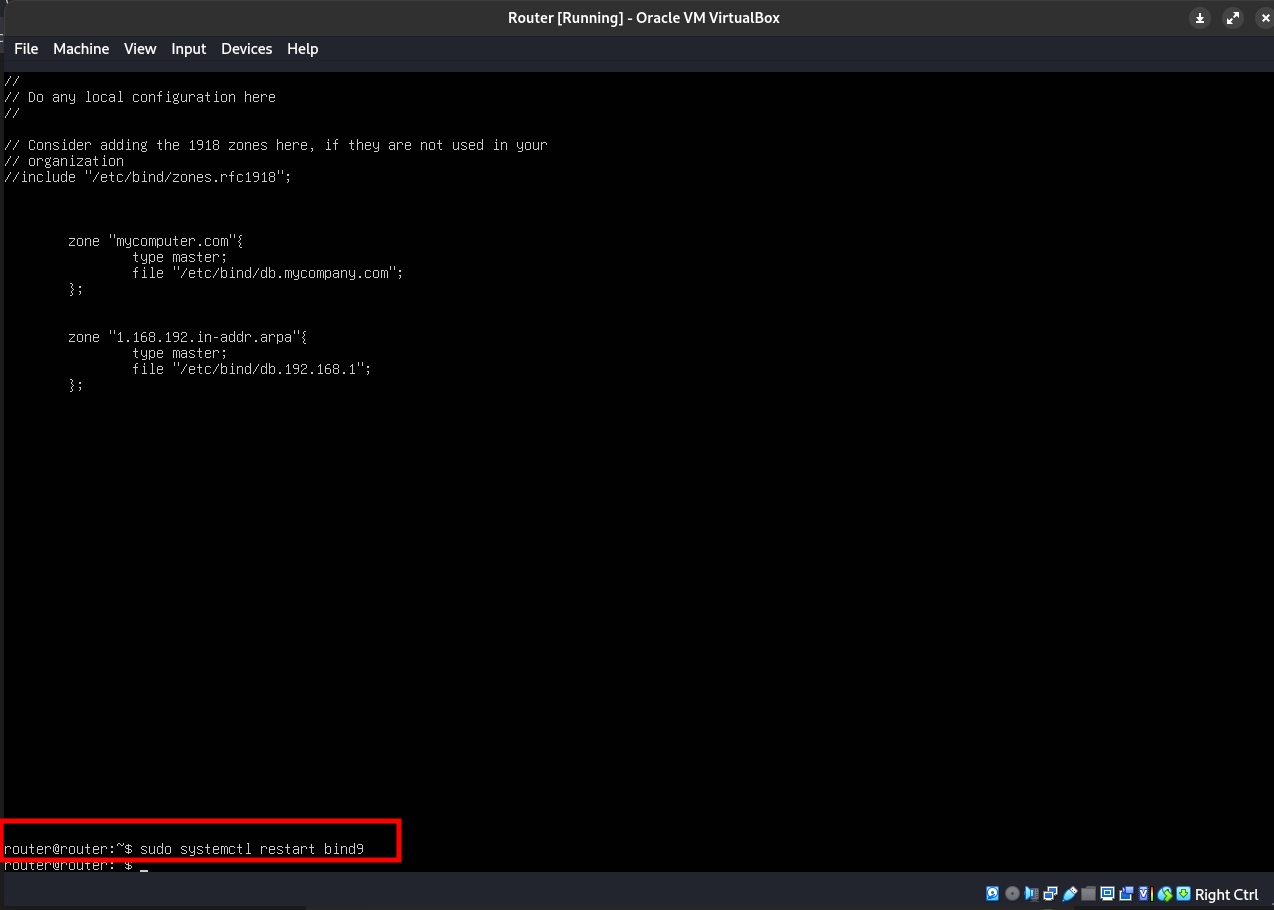 Router [Running] - Oracle VM VirtualBox
File Machine View Input Devices Help
//
// Do any local configuration here
//
// Consider adding the 1918 zones here, if they are not used in your
// organization
//include "/etc/bind/zones.rfc1918";
zone "mycomputer.com"{
type master;
file "/etc/bind/db.mycompany.com";
};
zone "1.168.192.in-addr.arpa"{
type master;
file "/etc/bind/db.192.168.1";
};
router@router:~$ sudo systemctl restart bind9
router@router:~$ _
Right Ctrl